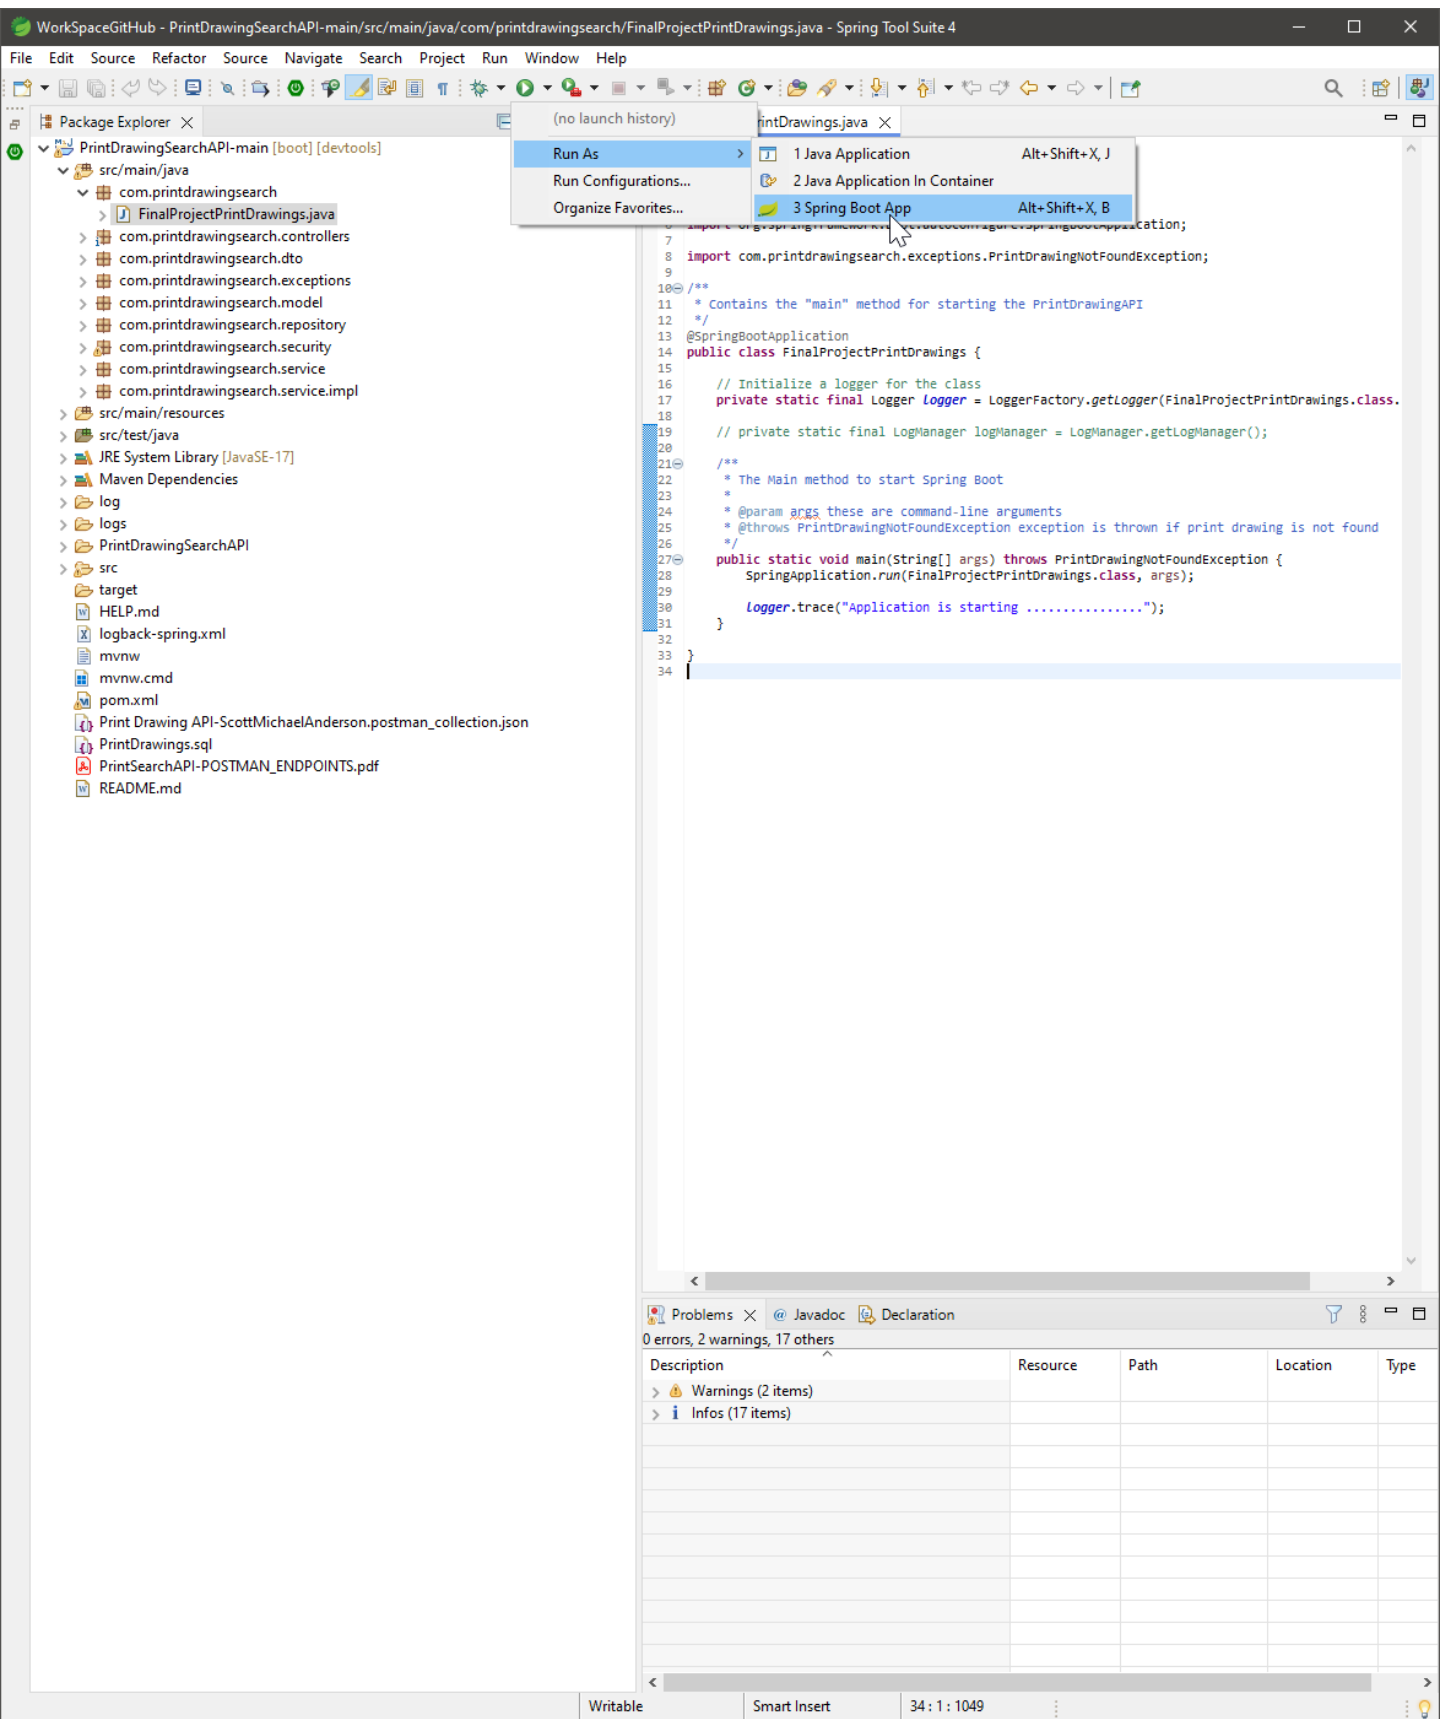 WorkSpaceGitHub - PrintDrawingSearchAPI-main/src/main/java/com/printdrawingsearch/FinalProjectPrintDrawings.java - Spring Tool Suite 4
File Edit Source Refactor Source Navigate Search Project Run Window Help
Package Explorer
PrintDrawingSearchAPI-main [boot] [devtools]
src/main/java
com.printdrawingsearch
FinalProjectPrintDrawings.java
com.printdrawingsearch.controllers
com.printdrawingsearch.dto
com.printdrawingsearch.exceptions
com.printdrawingsearch.model
com.printdrawingsearch.repository
com.printdrawingsearch.security
com.printdrawingsearch.service
com.printdrawingsearch.service.impl
src/main/resources
src/test/java
JRE System Library [JavaSE-17]
Maven Dependencies
log
logs
PrintDrawingSearchAPI
src
target
HELP.md
logback-spring.xml
mvnw
mvnw.cmd
pom.xml
Print Drawing API-ScottMichaelAnderson.postman_collection.json
PrintDrawings.sql
PrintSearchAPI-POSTMAN_ENDPOINTS.pdf
README.md
(no launch history)
Run As
Run Configurations...
Organize Favorites...
1 Java Application Alt+Shift+X, J
2 Java Application In Container
3 Spring Boot App Alt+Shift+X, B
rintDrawings.java
7
8 import com.printdrawingsearch.exceptions.PrintDrawingNotFoundException;
9
10 /**
11 * Contains the "main" method for starting the PrintDrawingAPI
12 */
13 @SpringBootApplication
14 public class FinalProjectPrintDrawings {
15
16 // Initialize a logger for the class
17 private static final Logger logger = LoggerFactory.getLogger(FinalProjectPrintDrawings.class.
18
19 // private static final LogManager logManager = LogManager.getLogManager();
20
21 /**
22 * The Main method to start Spring Boot
23 *
24 * @param args these are command-line arguments
25 * @throws PrintDrawingNotFoundException exception is thrown if print drawing is not found
26 */
27 public static void main(String[] args) throws PrintDrawingNotFoundException {
28 SpringApplication.run(FinalProjectPrintDrawings.class, args);
29
30 logger.trace("Application is starting ................");
31 }
32
33 }
34
Problems @ Javadoc Declaration
0 errors, 2 warnings, 17 others
Description Resource Path Location Type
Warnings (2 items)
Infos (17 items)
Writable Smart Insert 34 : 1 : 1049